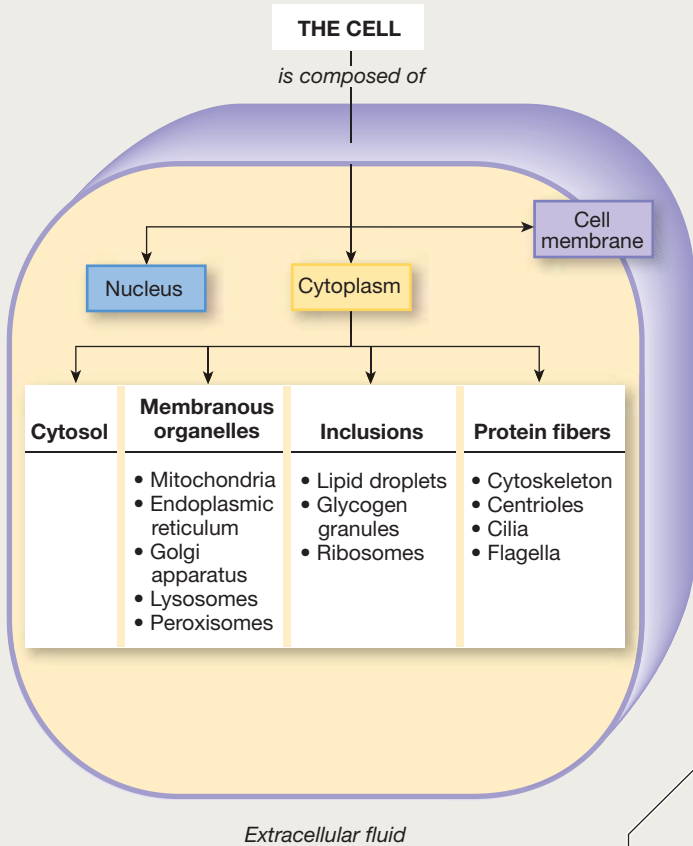 THE CELL
is composed of
Cell
membrane
Nucleus
Cytoplasm
Cytosol
Membranous
organelles
• Mitochondria
• Endoplasmic
reticulum
• Golgi
apparatus
• Lysosomes
• Peroxisomes
Inclusions
• Lipid droplets
• Glycogen
granules
• Ribosomes
Protein fibers
• Cytoskeleton
• Centrioles
• Cilia
• Flagella
Extracellular fluid